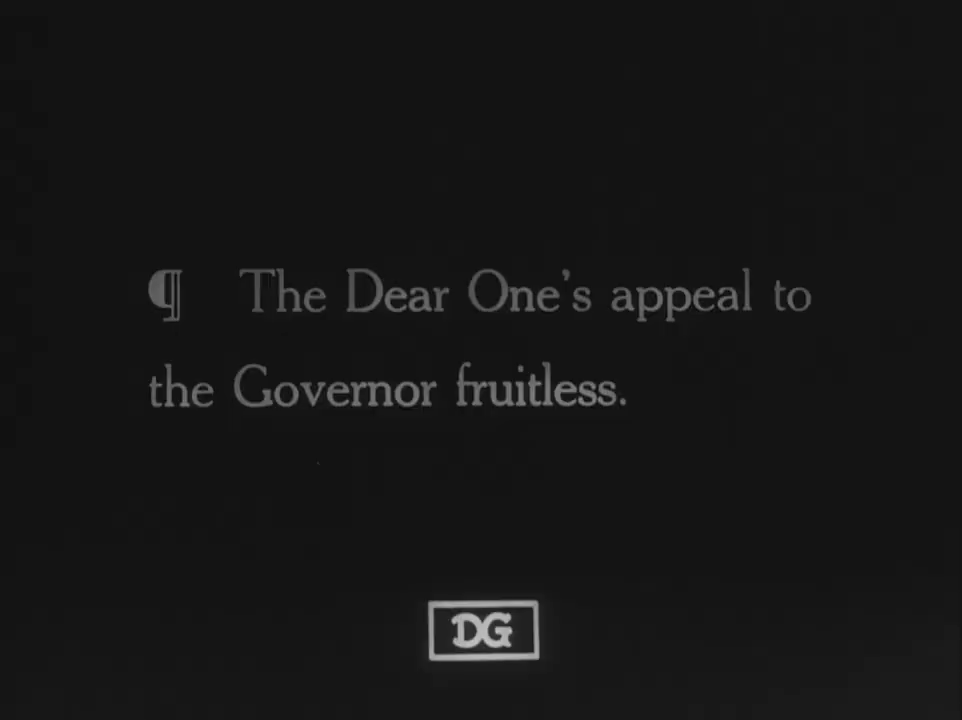 ¶ The Dear One's appeal to
the Governor fruitless.
DG